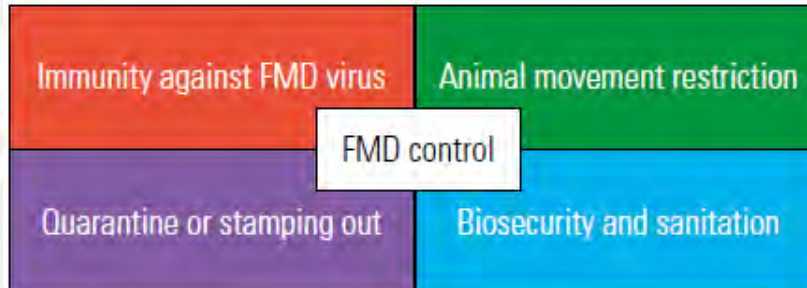 Immunity against FMD virus
Animal movement restriction
FMD control
Quarantine or stamping out
Biosecurity and sanitation